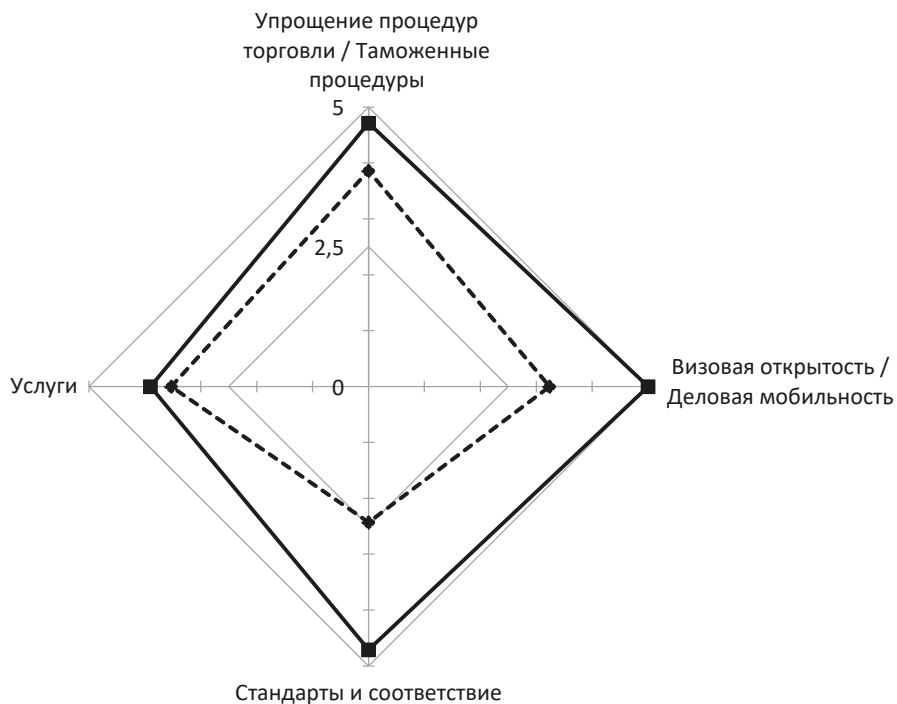 Упрощение процедур
торговли / Таможенные
процедуры
5
2,5
Услуги
0
Визовая открытость /
Деловая мобильность
Стандарты и соответствие